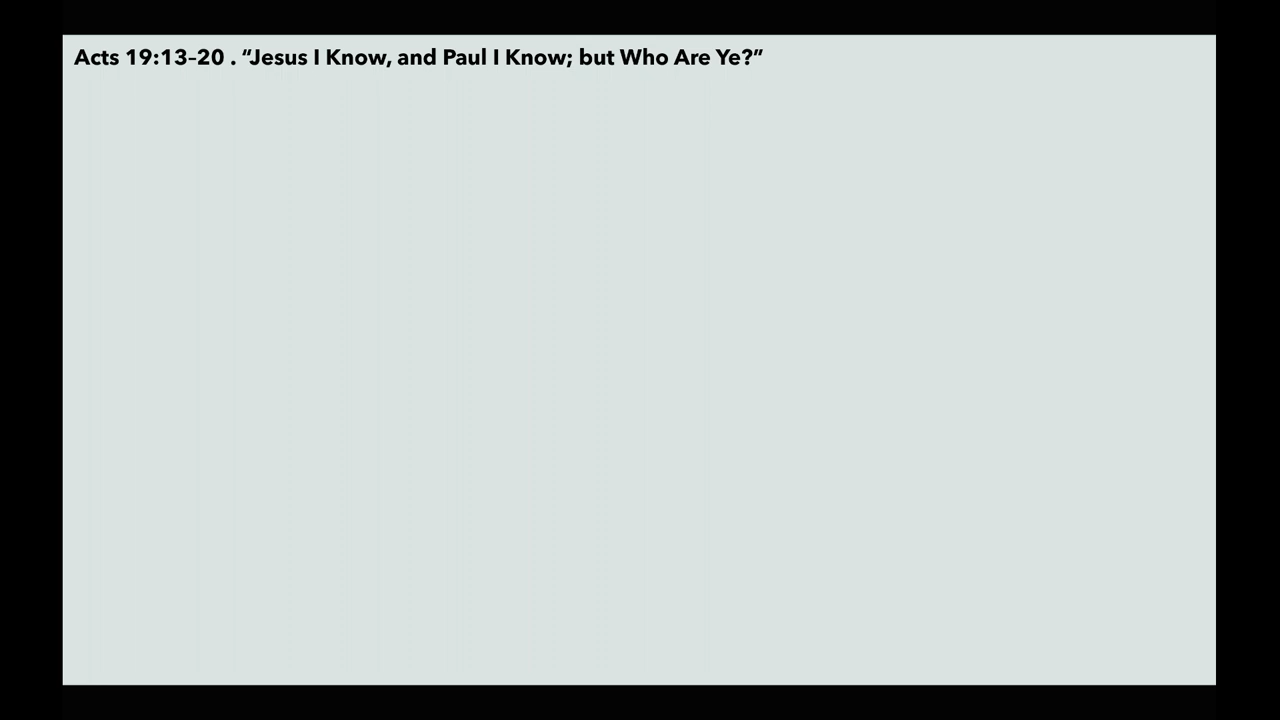 Acts 19:13–20 . “Jesus I Know, and Paul I Know; but Who Are Ye?”